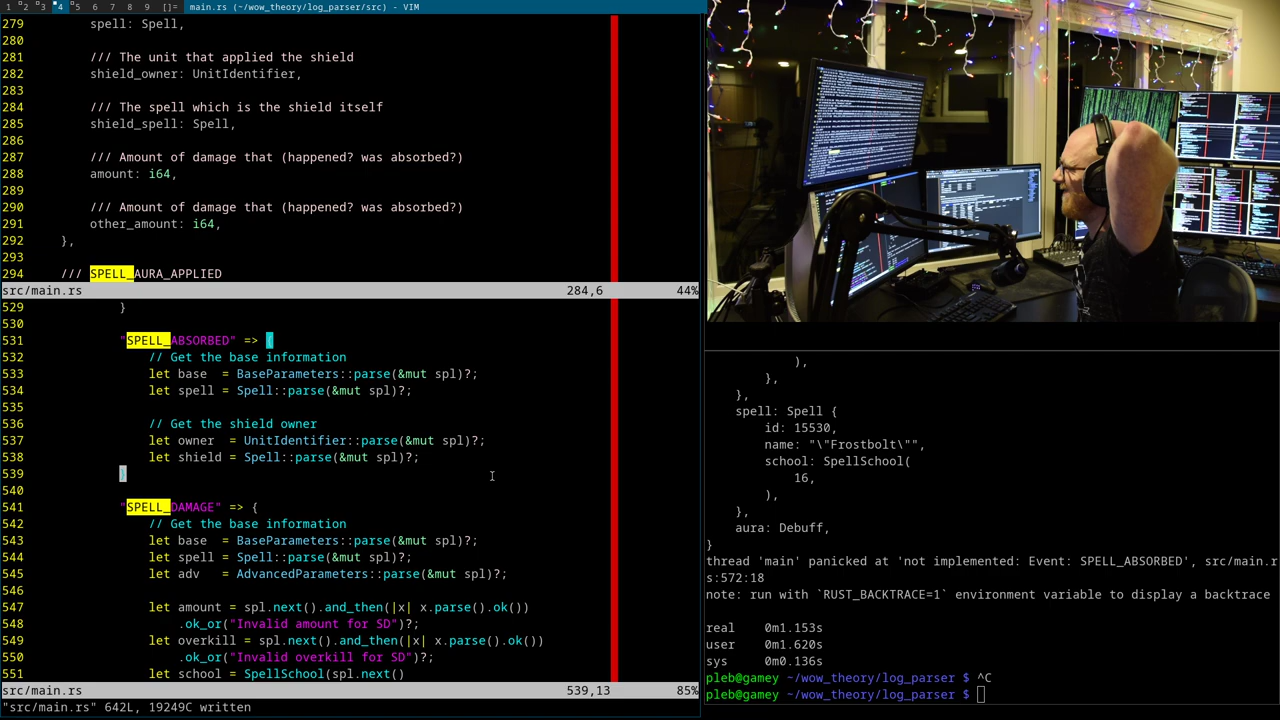 1 2 3 4 5 6 7 8 9 []= main.rs (~/wow_theory/log_parser/src) - VIM
279 spell: Spell,
280
281 /// The unit that applied the shield
282 shield_owner: UnitIdentifier,
283
284 /// The spell which is the shield itself
285 shield_spell: Spell,
286
287 /// Amount of damage that (happened? was absorbed?)
288 amount: i64,
289
290 /// Amount of damage that (happened? was absorbed?)
291 other_amount: i64,
292 },
293
294 /// SPELL_AURA_APPLIED
src/main.rs 284,6 44%
529 }
530
531 "SPELL_ABSORBED" => {
532 // Get the base information
533 let base  = BaseParameters::parse(&mut spl)?;
534 let spell = Spell::parse(&mut spl)?;
535
536 // Get the shield owner
537 let owner  = UnitIdentifier::parse(&mut spl)?;
538 let shield = Spell::parse(&mut spl)?;
539 }
540
541 "SPELL_DAMAGE" => {
542 // Get the base information
543 let base  = BaseParameters::parse(&mut spl)?;
544 let spell = Spell::parse(&mut spl)?;
545 let adv   = AdvancedParameters::parse(&mut spl)?;
546
547 let amount = spl.next().and_then(|x| x.parse().ok())
548 .ok_or("Invalid amount for SD")?;
549 let overkill = spl.next().and_then(|x| x.parse().ok())
550 .ok_or("Invalid overkill for SD")?;
551 let school = SpellSchool(spl.next()
src/main.rs 539,13 85%
"src/main.rs" 642L, 19249C written
),
},
},
spell: Spell {
id: 15530,
name: "\"Frostbolt\"",
school: SpellSchool(
16,
),
},
aura: Debuff,
}
thread 'main' panicked at 'not implemented: Event: SPELL_ABSORBED', src/main.r
s:572:18
note: run with `RUST_BACKTRACE=1` environment variable to display a backtrace
real 0m1.153s
user 0m1.620s
sys 0m0.136s
pleb@gamey ~/wow_theory/log_parser $ ^C
pleb@gamey ~/wow_theory/log_parser $